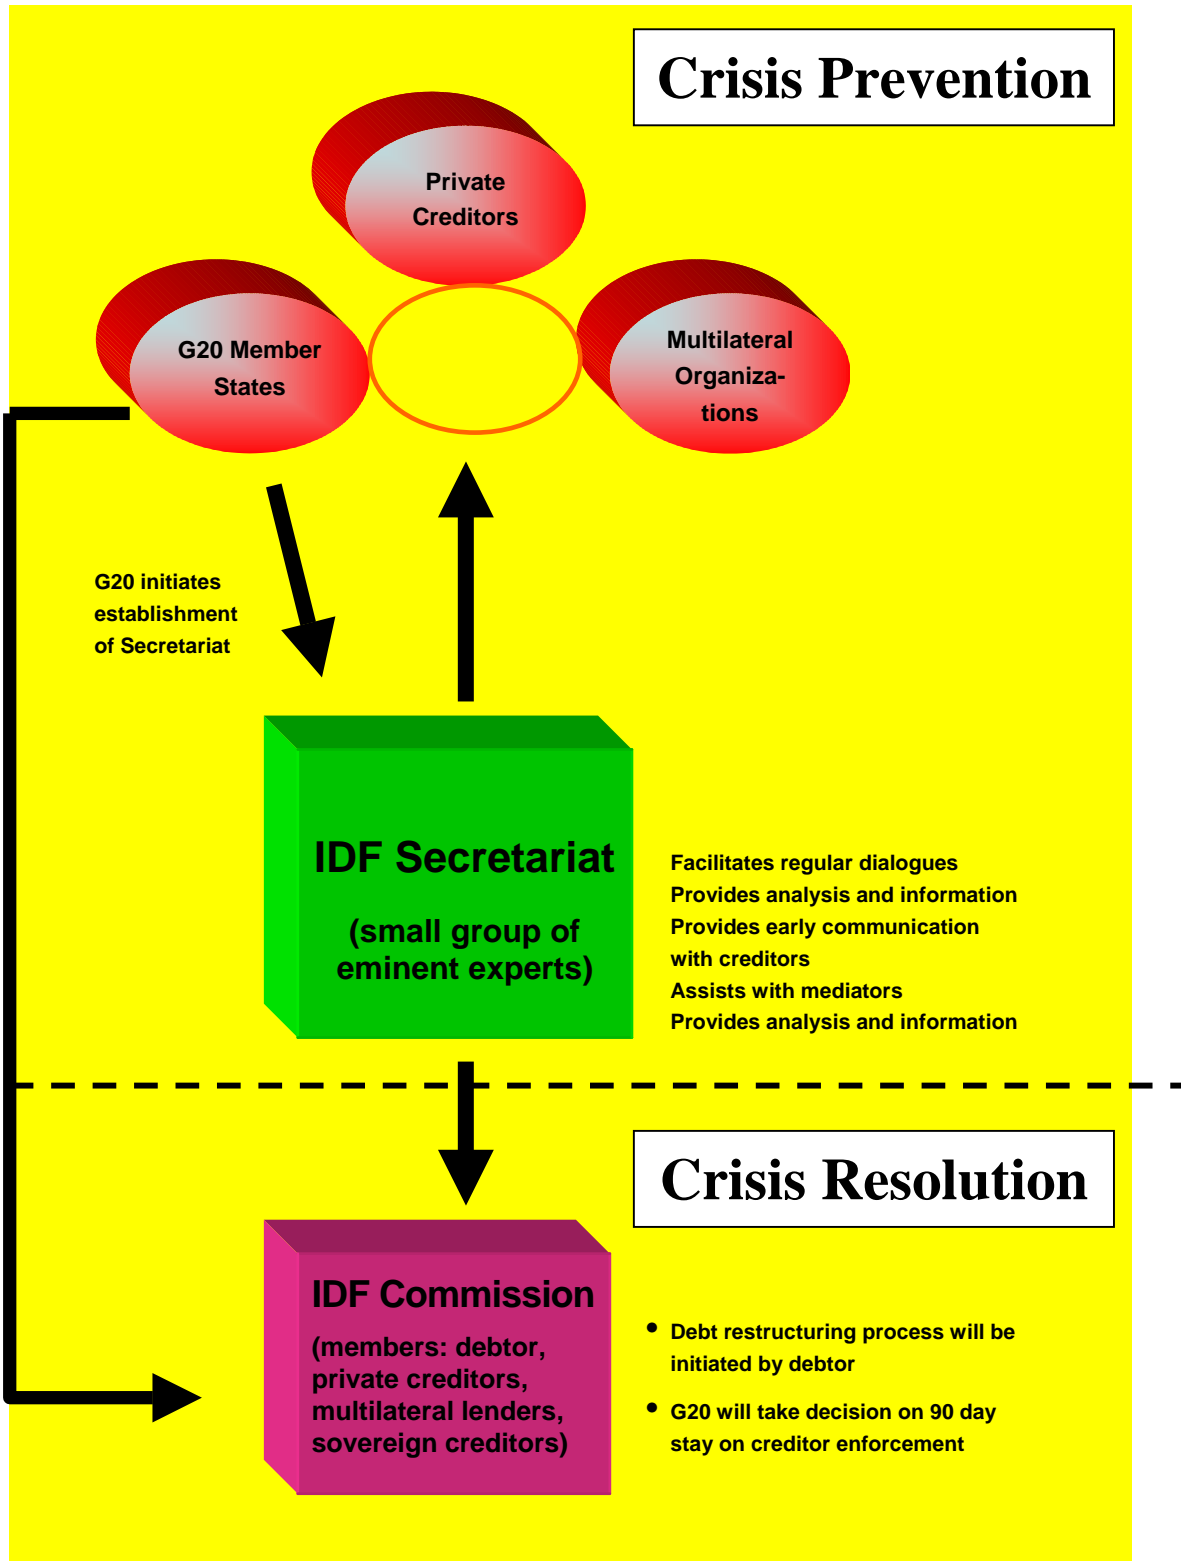 Crisis Prevention
Private
Creditors
G20 Member
States
Multilateral
Organiza-
tions
G20 initiates
establishment
of Secretariat
IDF Secretariat
(small group of
eminent experts)
Facilitates regular dialogues
Provides analysis and information
Provides early communication
with creditors
Assists with mediators
Provides analysis and information
Crisis Resolution
IDF Commission
(members: debtor,
private creditors,
multilateral lenders,
sovereign creditors)
• Debt restructuring process will be
initiated by debtor
• G20 will take decision on 90 day
stay on creditor enforcement